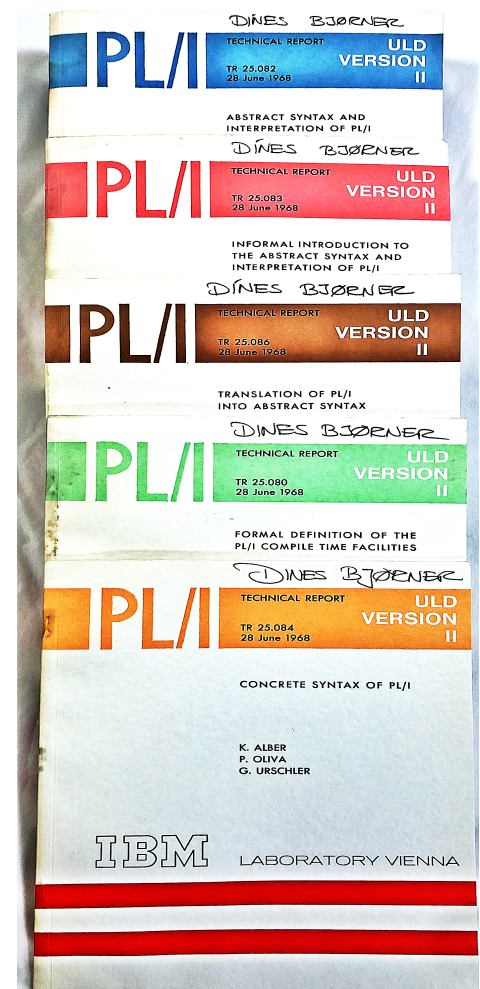 DINES BJØRNER
PL/I
TECHNICAL REPORT
ULD
VERSION
II
TR 25.082
28 June 1968
ABSTRACT SYNTAX AND
INTERPRETATION OF PL/I
DINES BJØRNER
PL/I
TECHNICAL REPORT
ULD
VERSION
II
TR 25.083
28 June 1968
INFORMAL INTRODUCTION TO
THE ABSTRACT SYNTAX AND
INTERPRETATION OF PL/I
DINES BJØRNER
PL/I
TECHNICAL REPORT
ULD
VERSION
II
TR 25.086
28 June 1968
TRANSLATION OF PL/I
INTO ABSTRACT SYNTAX
DINES BJØRNER
PL/I
TECHNICAL REPORT
ULD
VERSION
II
TR 25.080
28 June 1968
FORMAL DEFINITION OF THE
PL/I COMPILE TIME FACILITIES
DINES BJØRNER
PL/I
TECHNICAL REPORT
ULD
VERSION
II
TR 25.084
28 June 1968
CONCRETE SYNTAX OF PL/I
K. ALBER
P. OLIVA
G. URSCHLER
IBM LABORATORY VIENNA